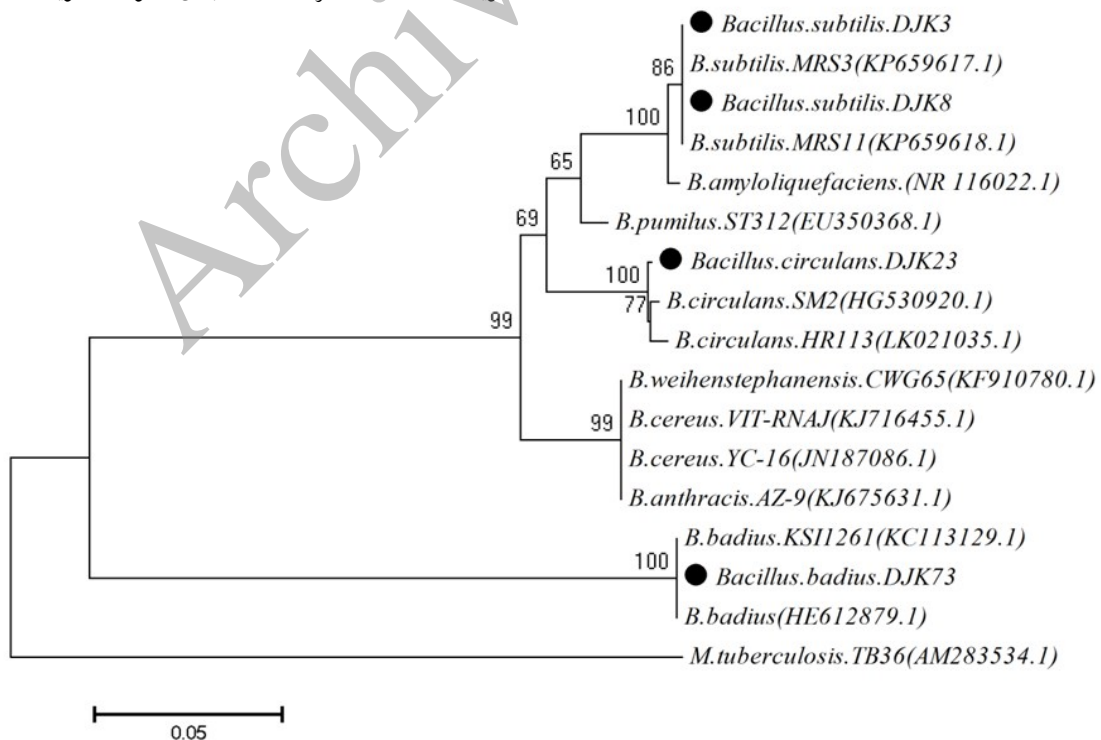 Bacillus.subtilis.DJK3
86
B.subtilis.MRS3(KP659617.1)
Bacillus.subtilis.DJK8
100
B.subtilis.MRS11(KP659618.1)
65
B.amyloliquefaciens.(NR 116022.1)
69
B.pumilus.ST312(EU350368.1)
Bacillus.circulans.DJK23
100
B.circulans.SM2(HG530920.1)
77
99
B.circulans.HR113(LK021035.1)
B.weihenstephanensis.CWG65(KF910780.1)
99
B.cereus.VIT-RNAJ(KJ716455.1)
B.cereus.YC-16(JN187086.1)
B.anthracis.AZ-9(KJ675631.1)
B.badius.KSI1261(KC113129.1)
100
Bacillus.badius.DJK73
B.badius(HE612879.1)
M.tuberculosis.TB36(AM283534.1)
0.05
Archiv